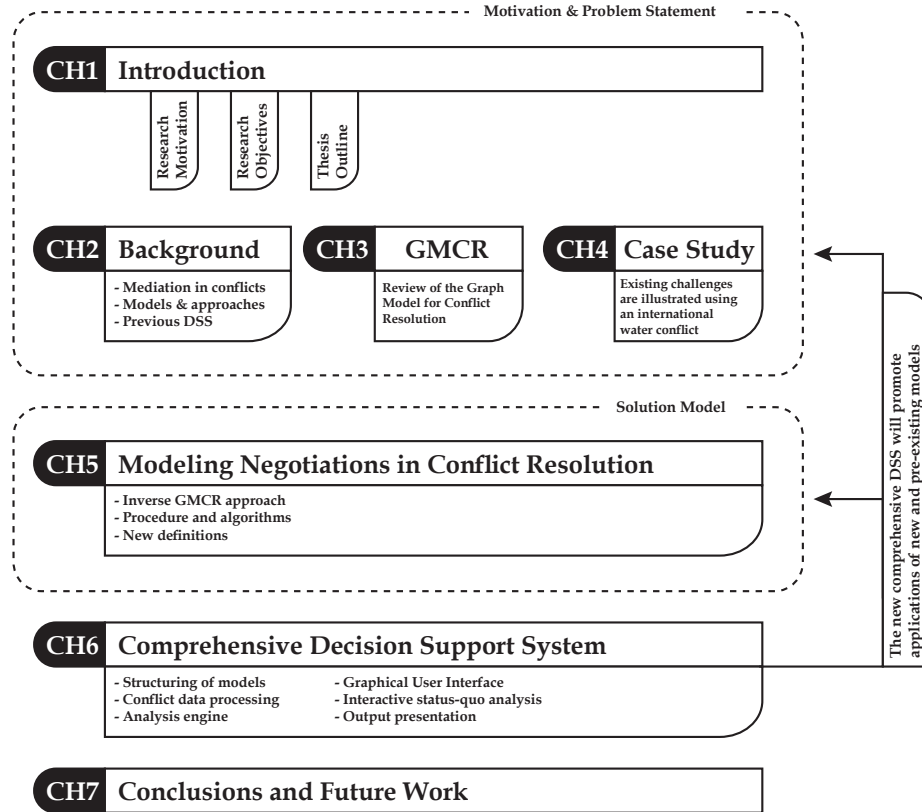 Motivation & Problem Statement
CH1 Introduction
Research
Motivation
Research
Objectives
Thesis
Outline
CH2 Background
- Mediation in conflicts
- Models & approaches
- Previous DSS
CH3 GMCR
Review of the Graph
Model for Conflict
Resolution
CH4 Case Study
Existing challenges
are illustrated using
an international
water conflict
Solution Model
CH5 Modeling Negotiations in Conflict Resolution
- Inverse GMCR approach
- Procedure and algorithms
- New definitions
CH6 Comprehensive Decision Support System
- Structuring of models
- Conflict data processing
- Analysis engine
- Graphical User Interface
- Interactive status-quo analysis
- Output presentation
The new comprehensive DSS will promote
applications of new and pre-existing models
CH7 Conclusions and Future Work